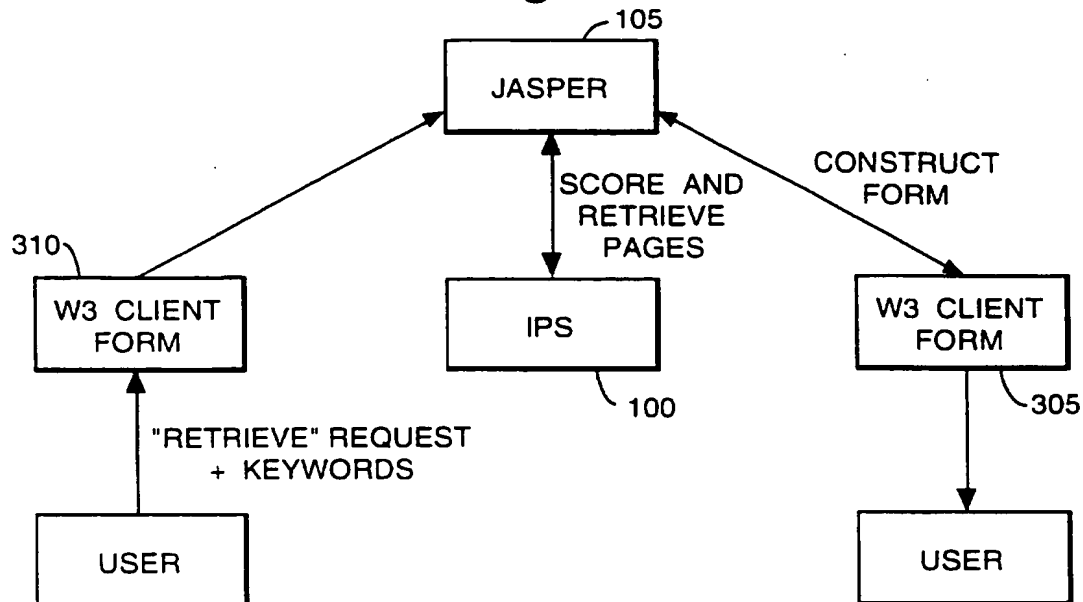 105
JASPER
CONSTRUCT
FORM
SCORE AND
RETRIEVE
PAGES
310
W3 CLIENT
FORM
IPS
W3 CLIENT
FORM
100
305
"RETRIEVE" REQUEST
+ KEYWORDS
USER
USER